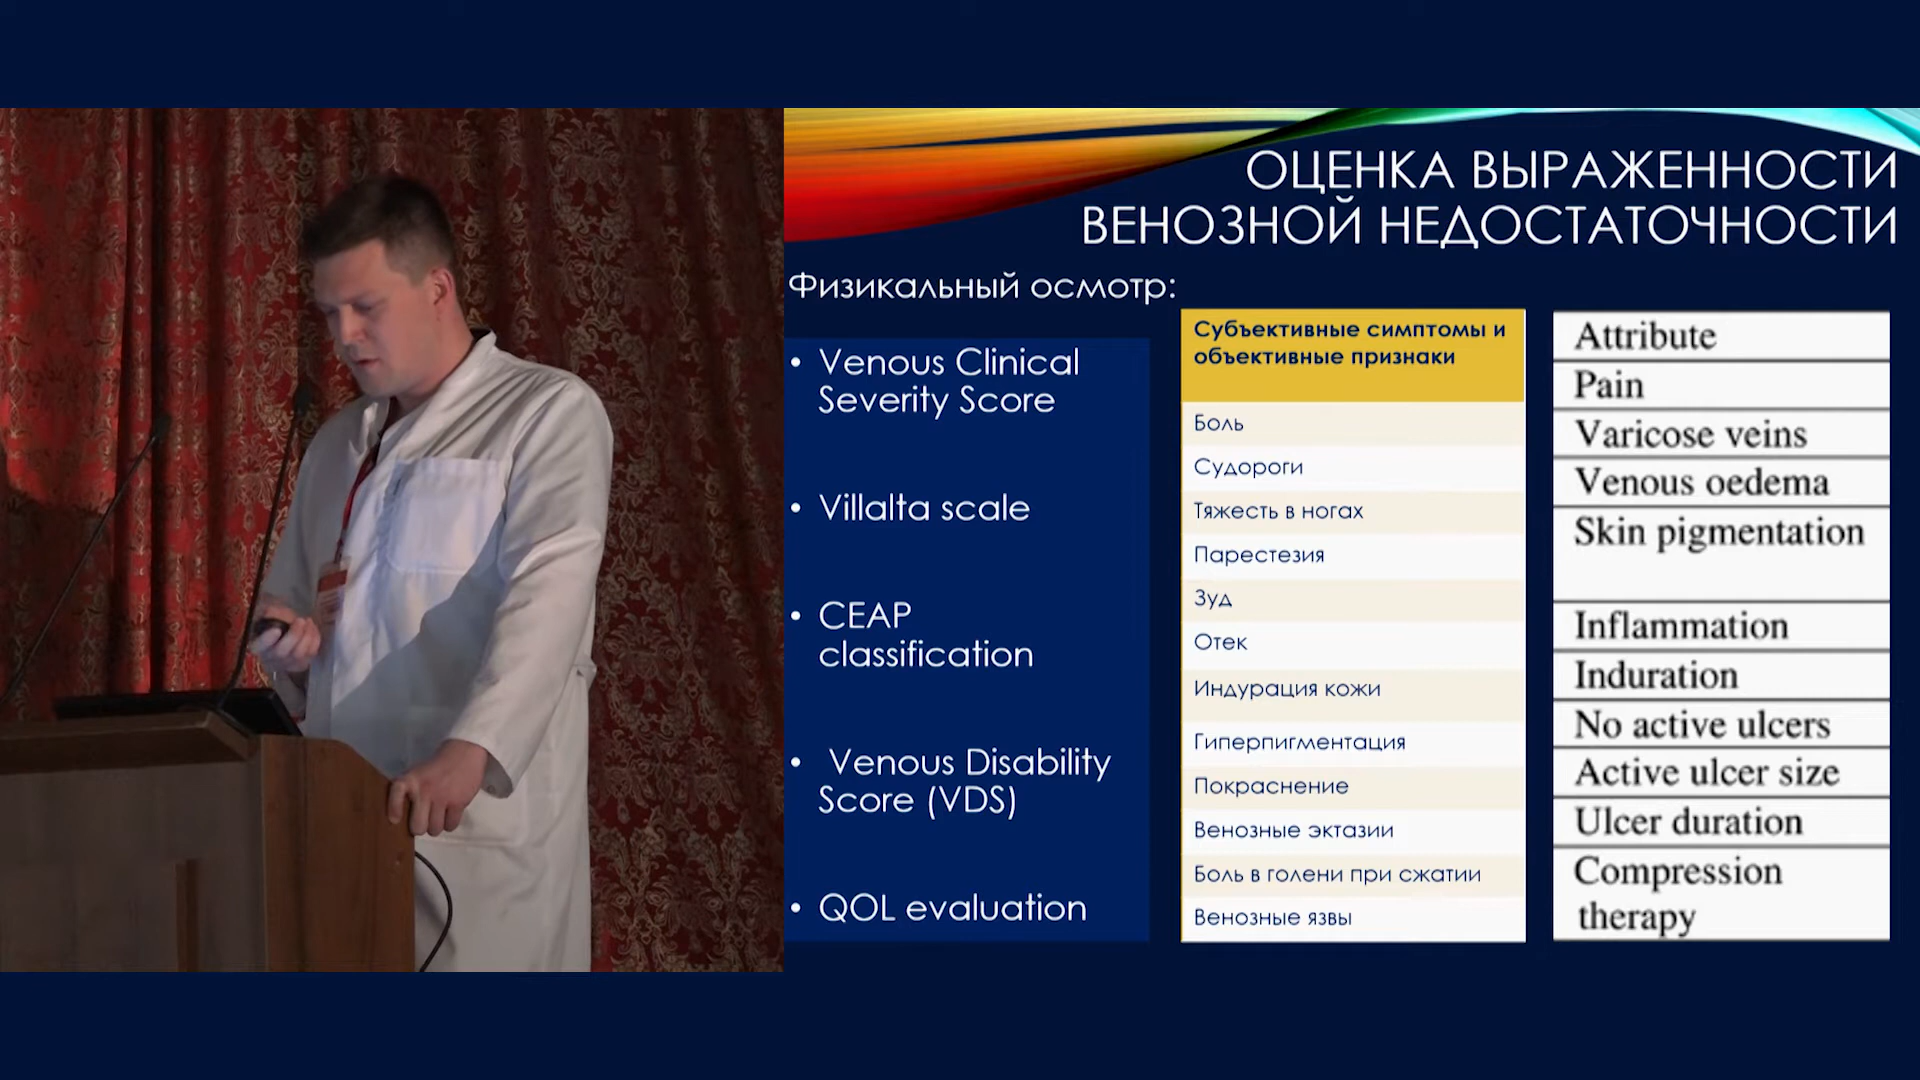 ОЦЕНКА ВЫРАЖЕННОСТИ
ВЕНОЗНОЙ НЕДОСТАТОЧНОСТИ
Физикальный осмотр:
• Venous Clinical
Severity Score
• Villalta scale
• CEAP
classification
• Venous Disability
Score (VDS)
• QOL evaluation
Субъективные симптомы и
объективные признаки
Боль
Судороги
Тяжесть в ногах
Парестезия
Зуд
Отек
Индурация кожи
Гиперпигментация
Покраснение
Венозные эктазии
Боль в голени при сжатии
Венозные язвы
Attribute
Pain
Varicose veins
Venous oedema
Skin pigmentation
Inflammation
Induration
No active ulcers
Active ulcer size
Ulcer duration
Compression
therapy